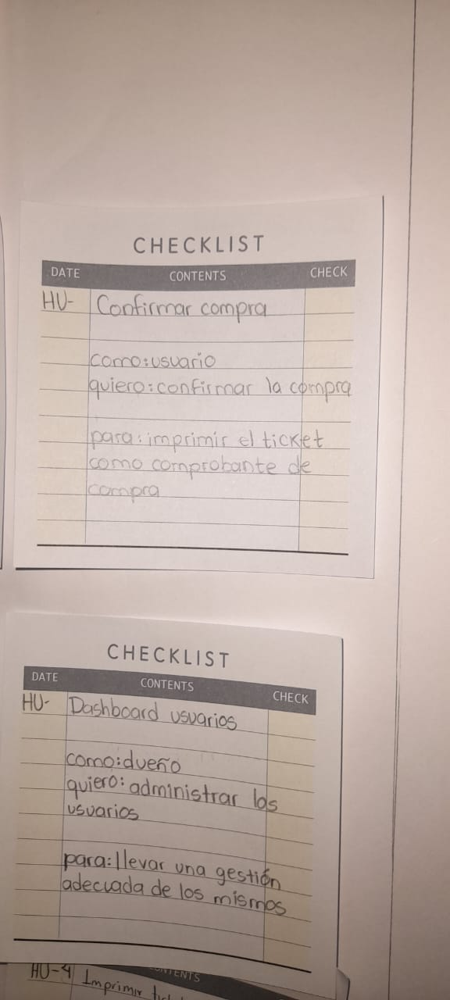 CHECKLIST
DATE CONTENTS CHECK
HU- Confirmar compra
como: usuario
quiero: confirmar la compra
para: imprimir el ticket
como comprobante de
compra
CHECKLIST
DATE CONTENTS CHECK
HU- Dashboard usuarios
como: dueño
quiero: administrar los
usuarios
para: llevar una gestión
adecuada de los mismos
HU-4 Imprimir